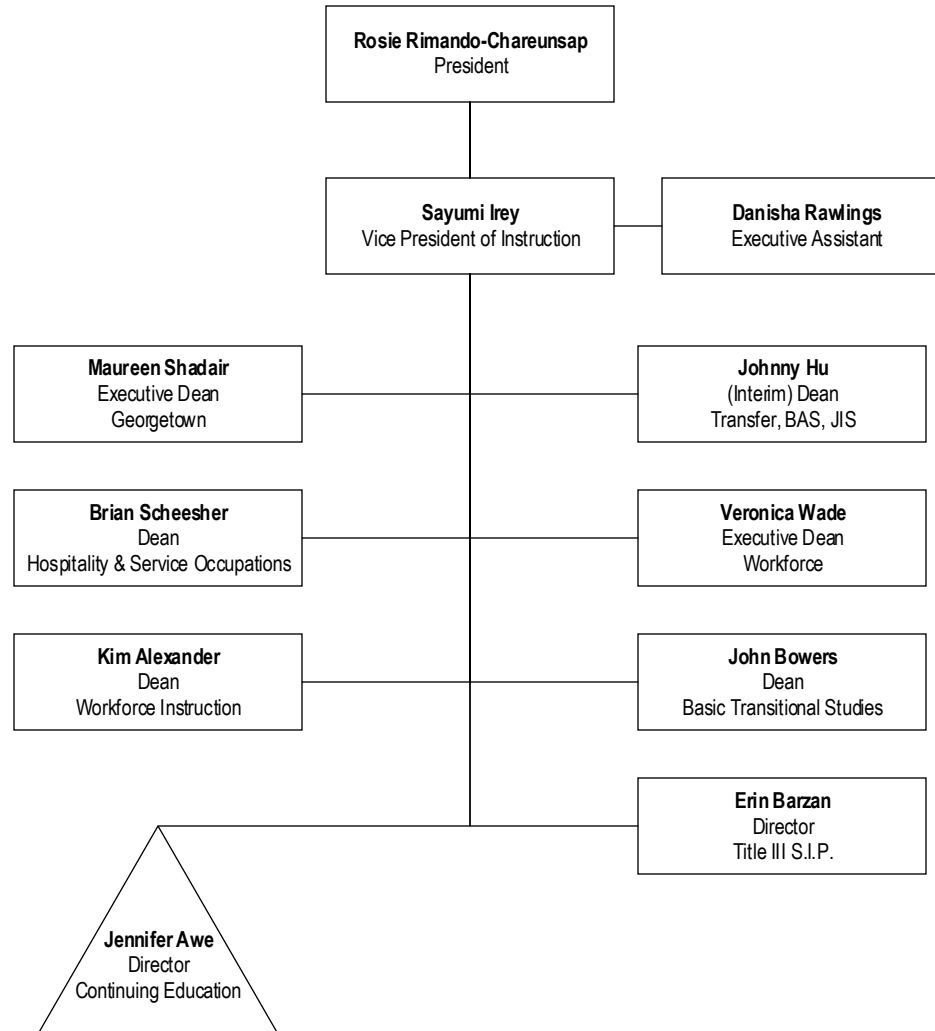 Rosie Rimando-Chareunsap
President
Sayumi Irey
Vice President of Instruction
Danisha Rawlings
Executive Assistant
Maureen Shadair
Executive Dean
Georgetown
Johnny Hu
(Interim) Dean
Transfer, BAS, JIS
Brian Scheesher
Dean
Hospitality & Service Occupations
Veronica Wade
Executive Dean
Workforce
Kim Alexander
Dean
Workforce Instruction
John Bowers
Dean
Basic Transitional Studies
Erin Barzan
Director
Title III S.I.P.
Jennifer Awe
Director
Continuing Education